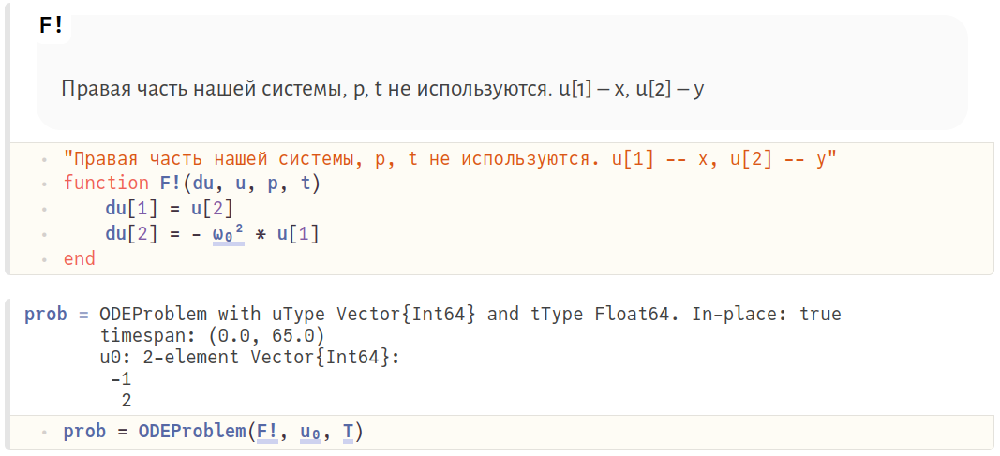 F!
Правая часть нашей системы, p, t не используются. u[1] – x, u[2] – y
"Правая часть нашей системы, p, t не используются. u[1] -- x, u[2] -- y"
function F!(du, u, p, t)
du[1] = u[2]
du[2] = - ω₀² * u[1]
end
prob = ODEProblem with uType Vector{Int64} and tType Float64. In-place: true
timespan: (0.0, 65.0)
u0: 2-element Vector{Int64}:
-1
2
prob = ODEProblem(F!, u₀, T)